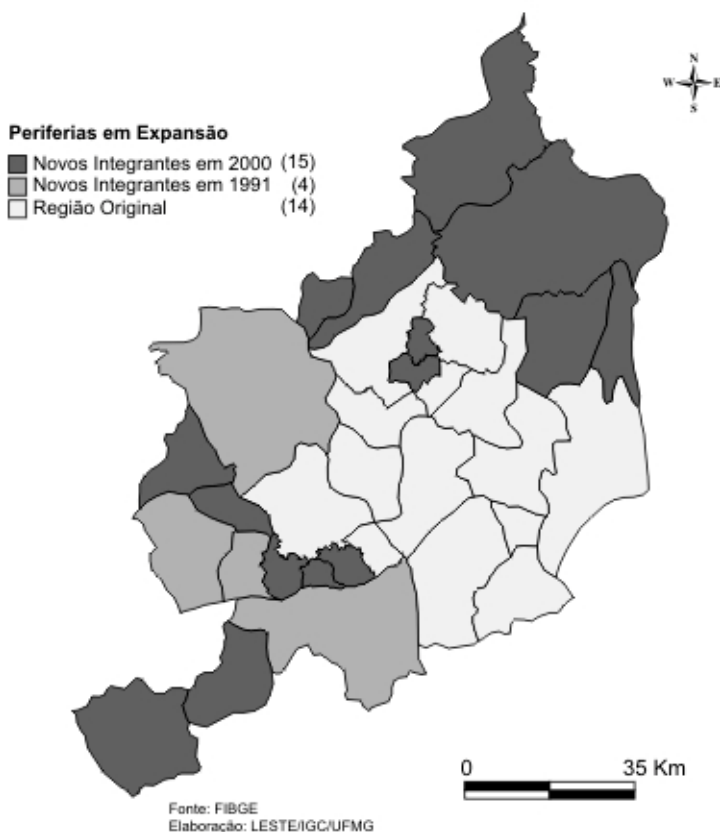 N
W E
S
Periferias em Expansão
Novos Integrantes em 2000 (15)
Novos Integrantes em 1991 (4)
Região Original (14)
0 35 Km
Fonte: FIBGE
Elaboração: LESTE/IGC/UFMG